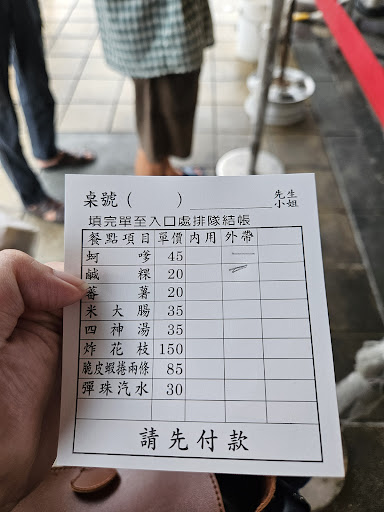 桌號( ) 先生小姐
填完單至入口處排隊結帳
餐點項目 單價 內用 外帶
蚵嗲 45 一
鹹粿 20
蕃薯 20
米大腸 35
四神湯 35
炸花枝 150
脆皮蝦捲兩條 85
彈珠汽水 30
請先付款